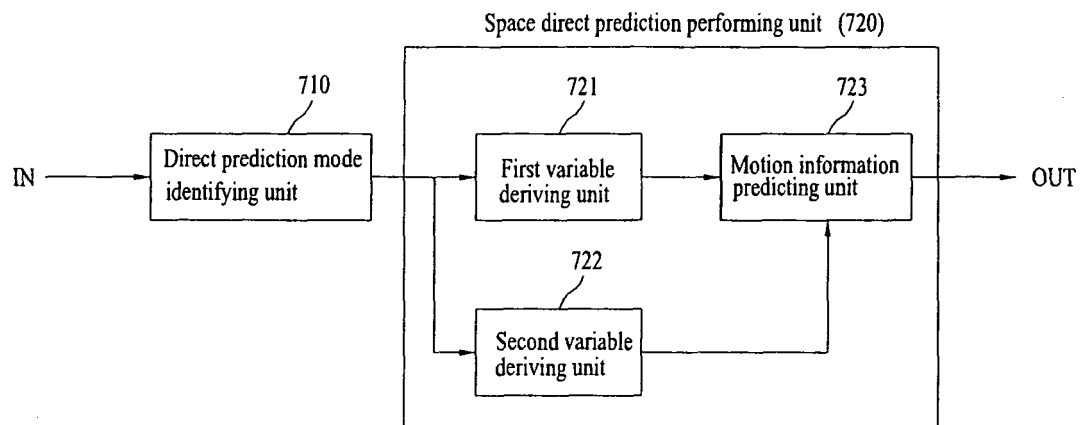 Space direct prediction performing unit (720)
710
721
723
IN
Direct prediction mode
identifying unit
First variable
deriving unit
Motion information
predicting unit
OUT
722
Second variable
deriving unit